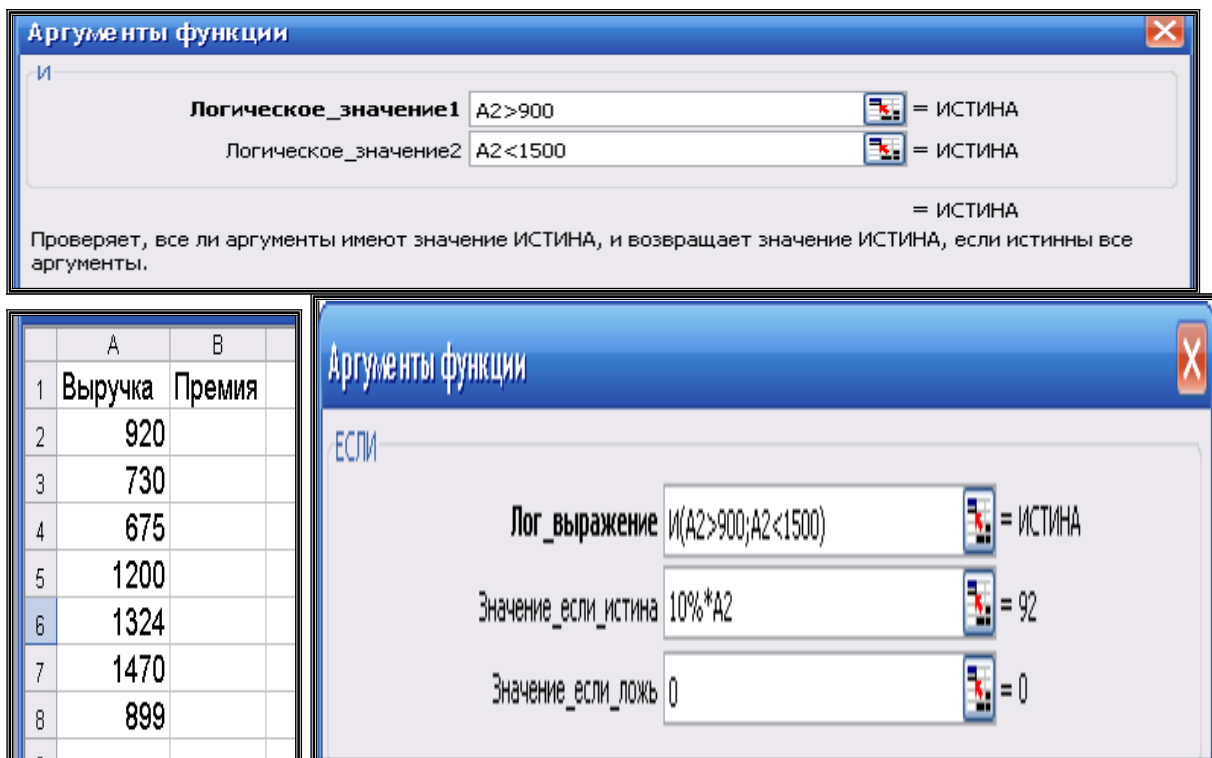 Аргументы функции
И
Логическое_значение1 A2>900 = ИСТИНА
Логическое_значение2 A2<1500 = ИСТИНА
= ИСТИНА
Проверяет, все ли аргументы имеют значение ИСТИНА, и возвращает значение ИСТИНА, если истинны все
аргументы.
A B
1 Выручка Премия
2 920
3 730
4 675
5 1200
6 1324
7 1470
8 899
Аргументы функции
ЕСЛИ
Лог_выражение И(A2>900;A2<1500) = ИСТИНА
Значение_если_истина 10%*A2 = 92
Значение_если_ложь 0 = 0